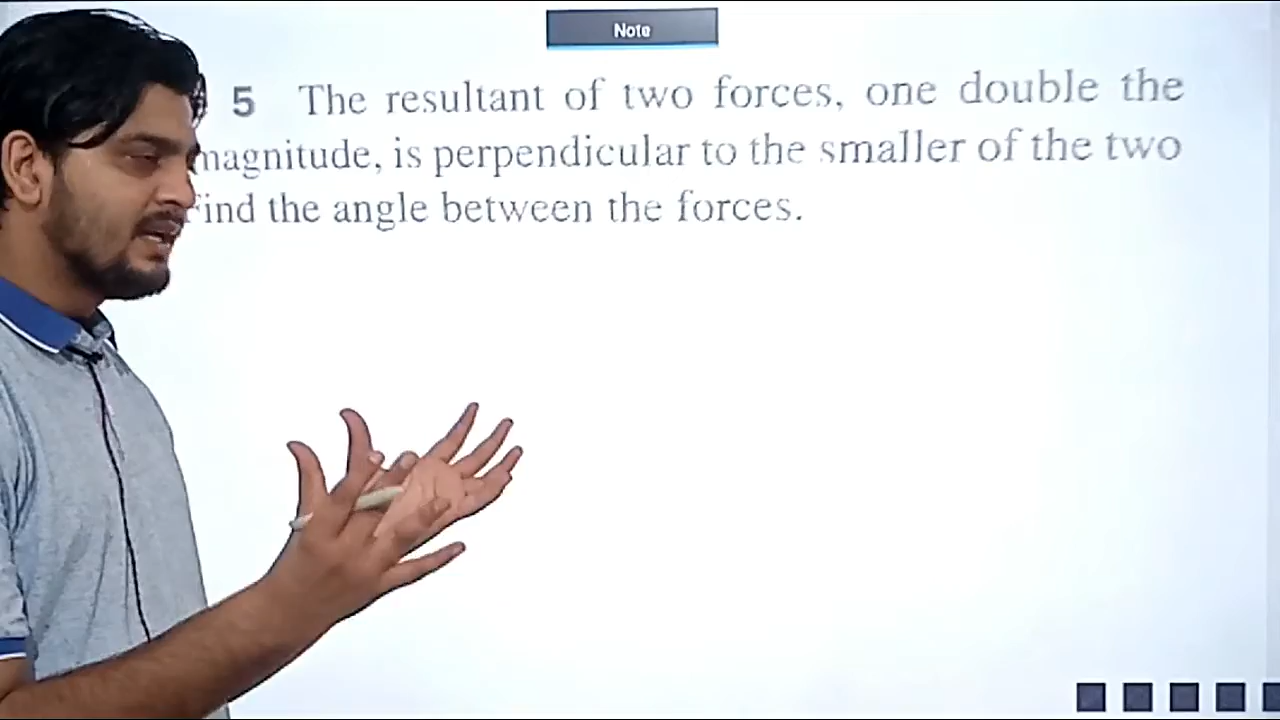 Note
5 The resultant of two forces, one double the
magnitude, is perpendicular to the smaller of the two
Find the angle between the forces.